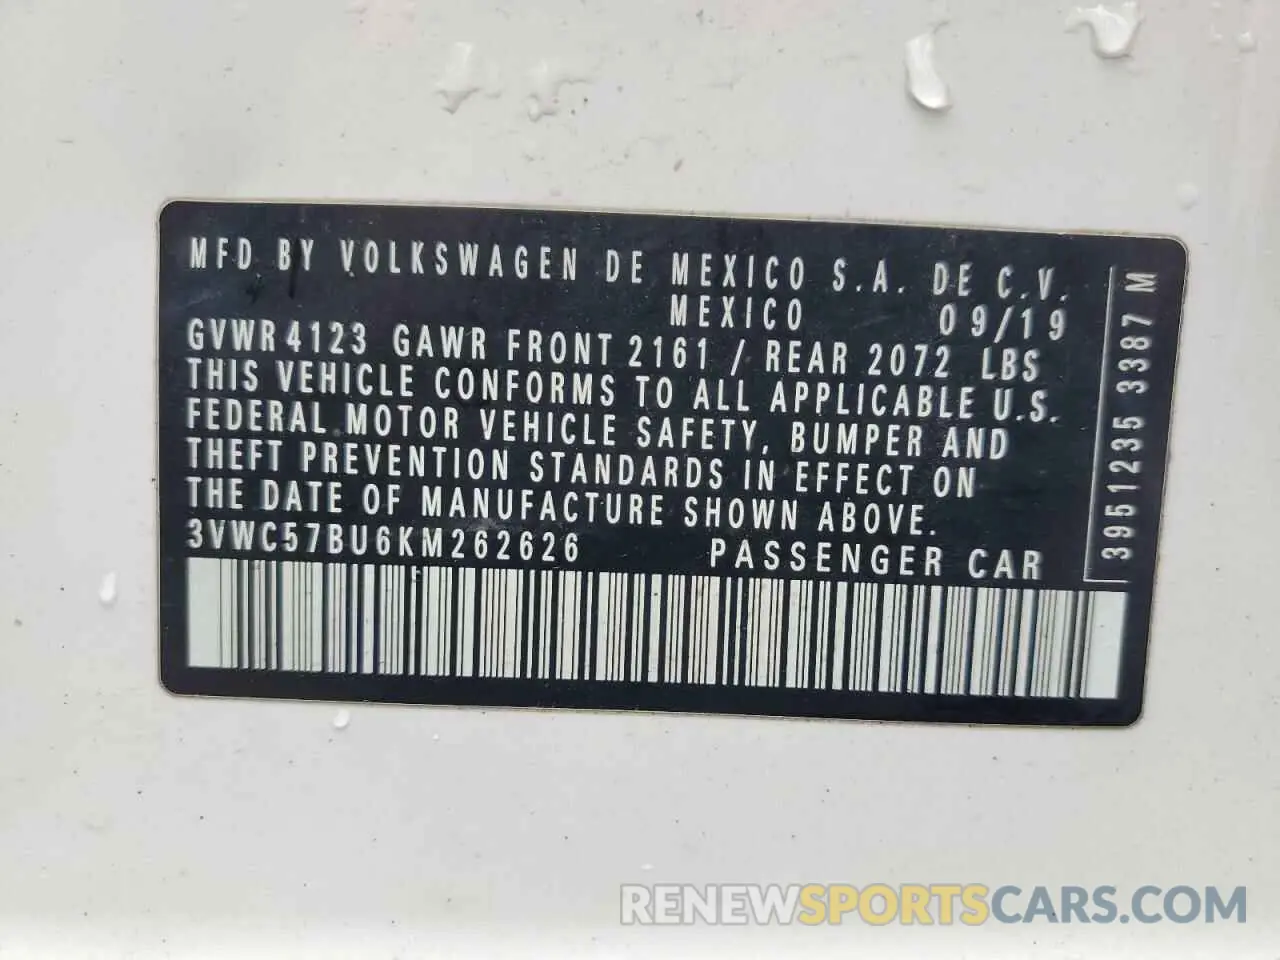 MFD BY VOLKSWAGEN DE MEXICO S.A. DE C.V.
MEXICO 09/19
GVWR 4123 GAWR FRONT 2161 / REAR 2072 LBS
THIS VEHICLE CONFORMS TO ALL APPLICABLE U.S.
FEDERAL MOTOR VEHICLE SAFETY, BUMPER AND
THEFT PREVENTION STANDARDS IN EFFECT ON
THE DATE OF MANUFACTURE SHOWN ABOVE.
3VWC57BU6KM262626 PASSENGER CAR
3951235 3387 M
RENEWSPORTSCARS.COM